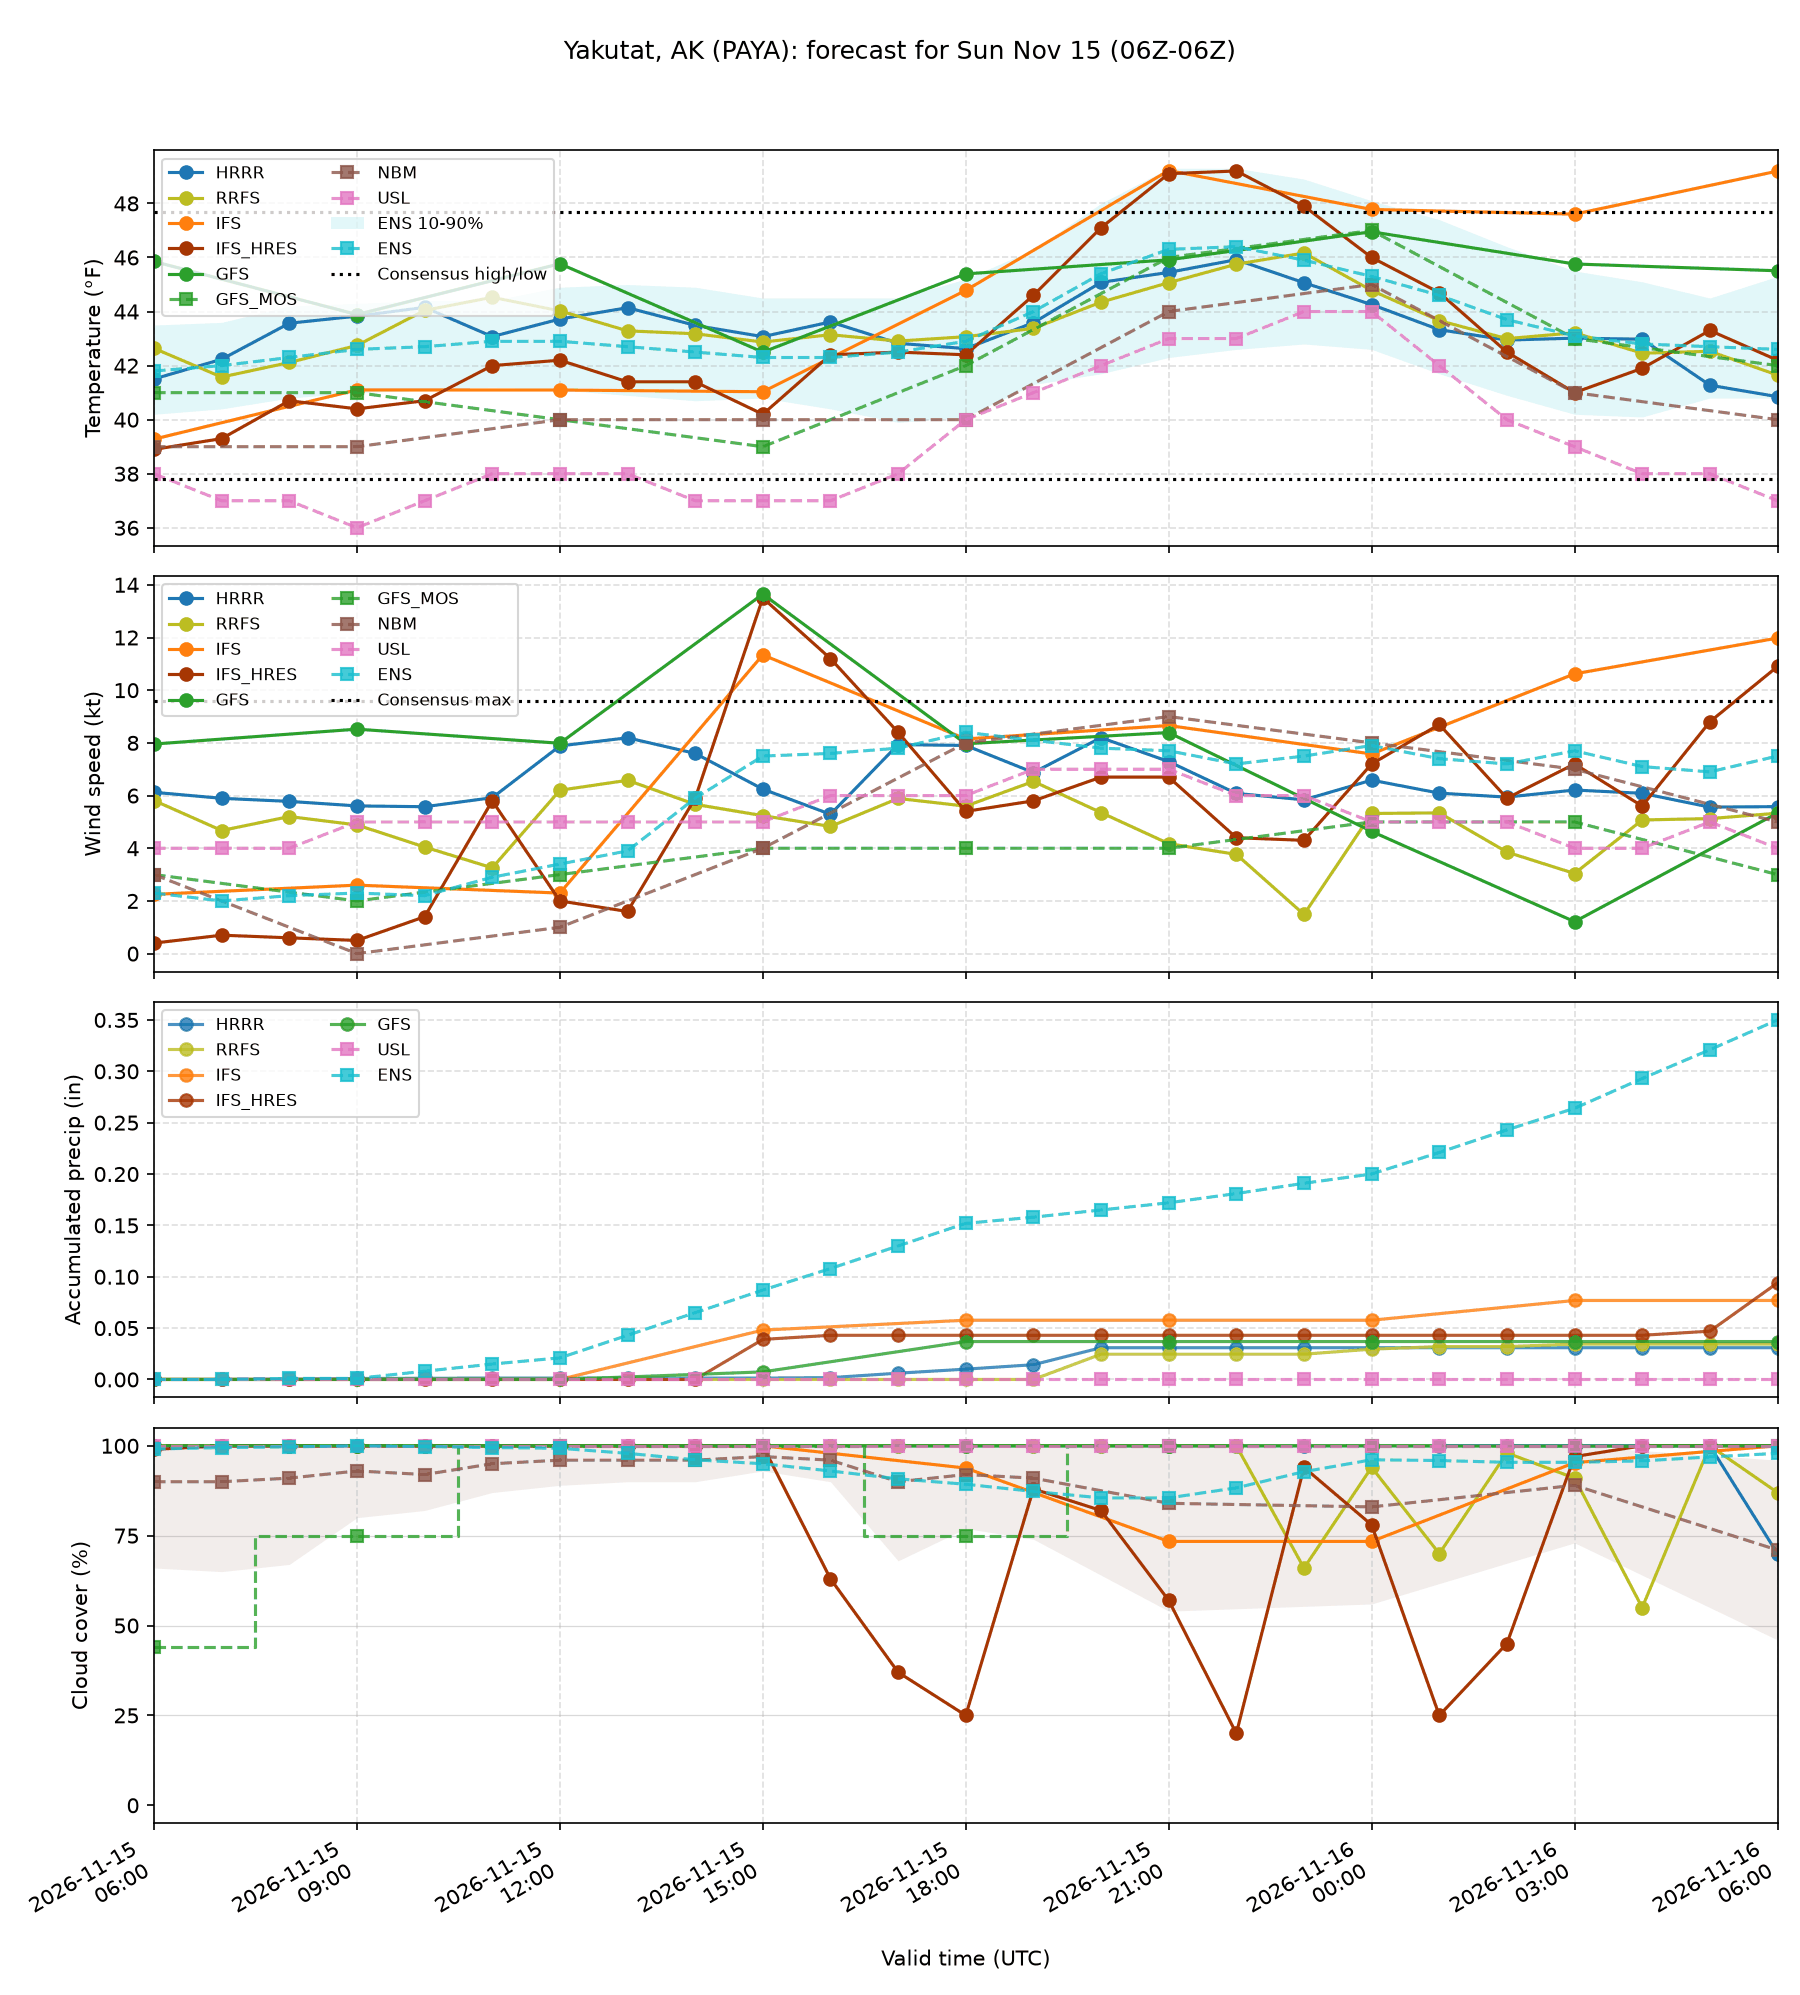 Yakutat, AK (PAYA): forecast for Sun Nov 15 (06Z-06Z)
Temperature (°F)
48
46
44
42
40
38
36
HRRR
RRFS
IFS
IFS_HRES
GFS
GFS_MOS
NBM
USL
ENS 10-90%
ENS
Consensus high/low
Wind speed (kt)
14
12
10
8
6
4
2
0
HRRR
RRFS
IFS
IFS_HRES
GFS
GFS_MOS
NBM
USL
ENS
Consensus max
Accumulated precip (in)
0.35
0.30
0.25
0.20
0.15
0.10
0.05
0.00
HRRR
RRFS
IFS
IFS_HRES
GFS
USL
ENS
Cloud cover (%)
100
75
50
25
0
2026-11-15
06:00
2026-11-15
09:00
2026-11-15
12:00
2026-11-15
15:00
2026-11-15
18:00
2026-11-15
21:00
2026-11-16
00:00
2026-11-16
03:00
2026-11-16
06:00
Valid time (UTC)